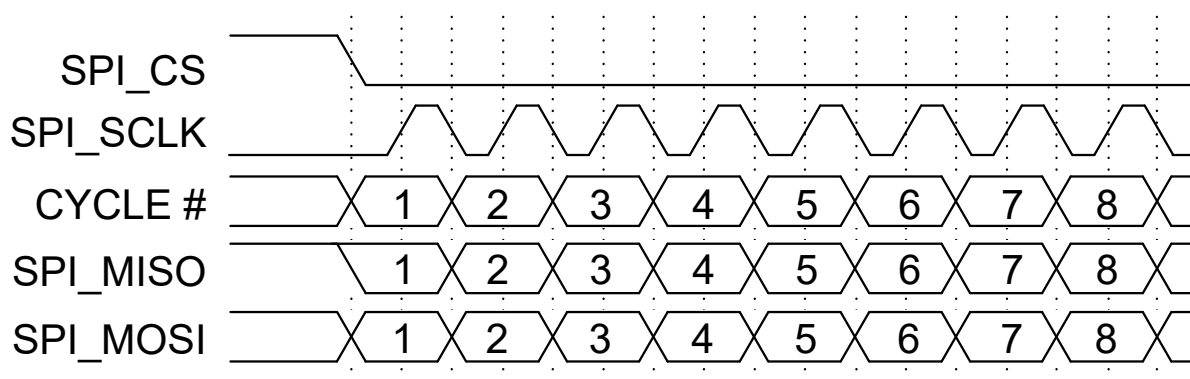 SPI_CS
SPI_SCLK
CYCLE # 1 2 3 4 5 6 7 8
SPI_MISO 1 2 3 4 5 6 7 8
SPI_MOSI 1 2 3 4 5 6 7 8